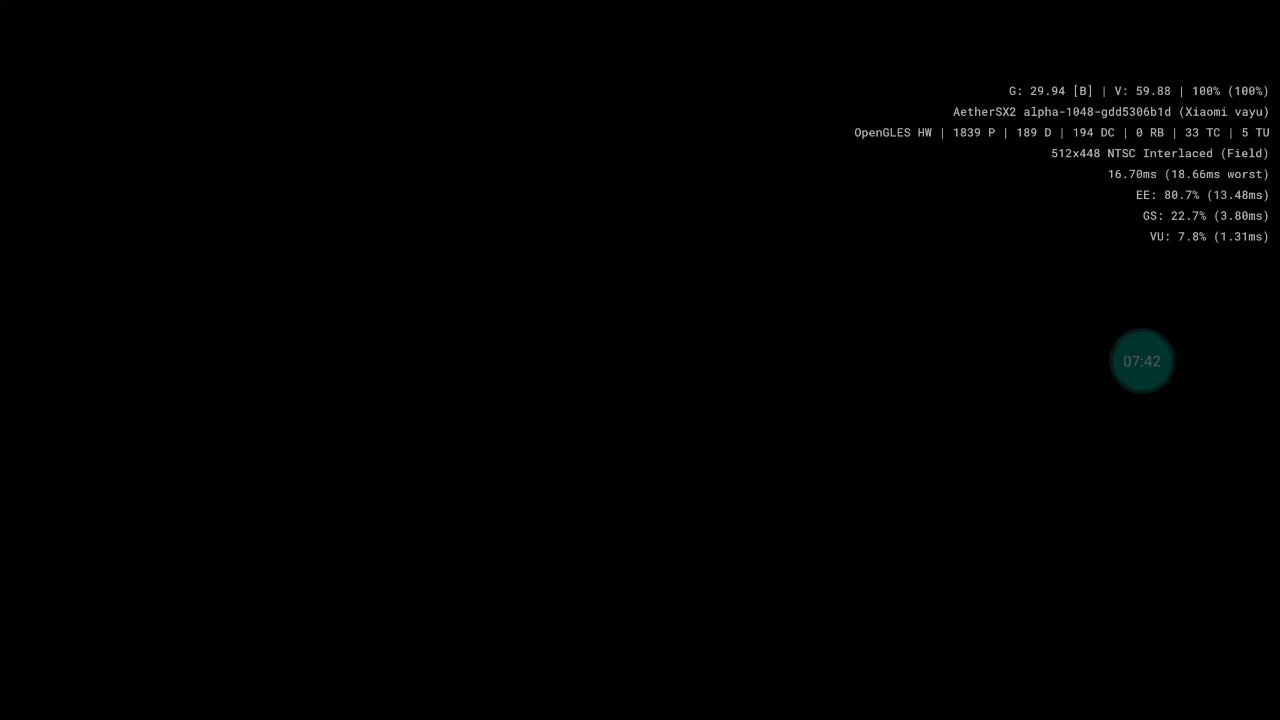 G: 29.94 [B] | V: 59.88 | 100% (100%)
AetherSX2 alpha-1048-gdd5306b1d (Xiaomi vayu)
OpenGLES HW | 1839 P | 189 D | 194 DC | 0 RB | 33 TC | 5 TU
512x448 NTSC Interlaced (Field)
16.70ms (18.66ms worst)
EE: 80.7% (13.48ms)
GS: 22.7% (3.80ms)
VU: 7.8% (1.31ms)
07:42